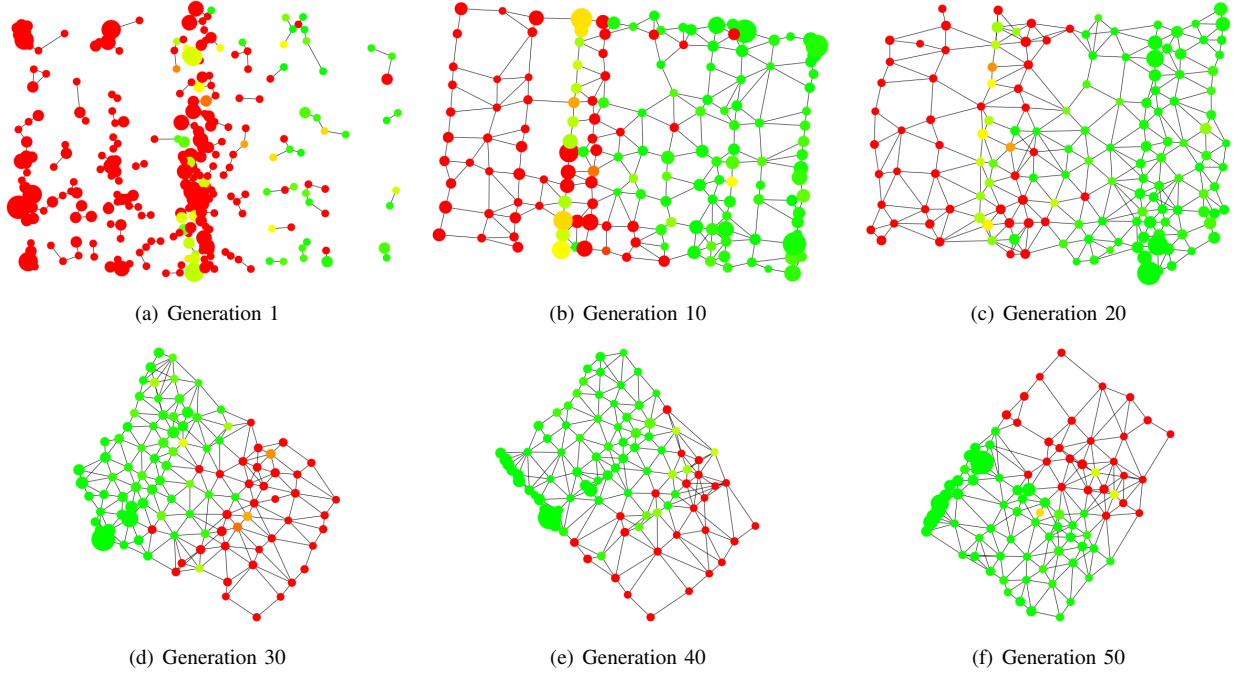 (a) Generation 1
(b) Generation 10
(c) Generation 20
(d) Generation 30
(e) Generation 40
(f) Generation 50